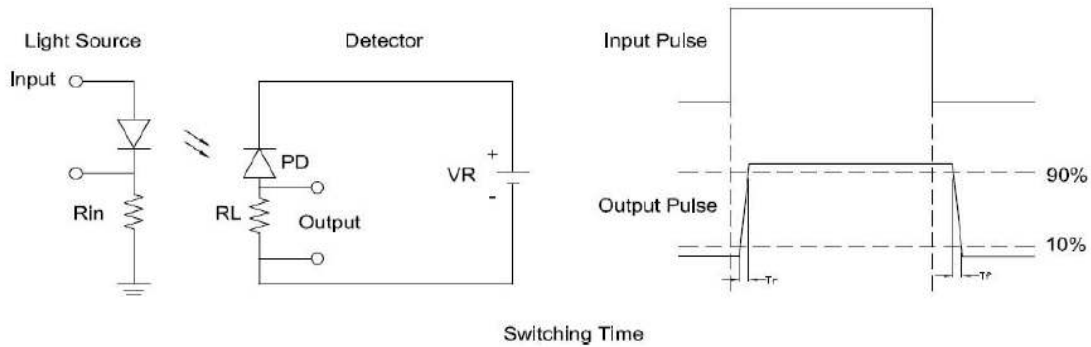 Light Source
Detector
Input Pulse
Input
PD
+
VR
-
90%
Rin
RL
Output
Output Pulse
10%
Tr
Tf
Switching Time